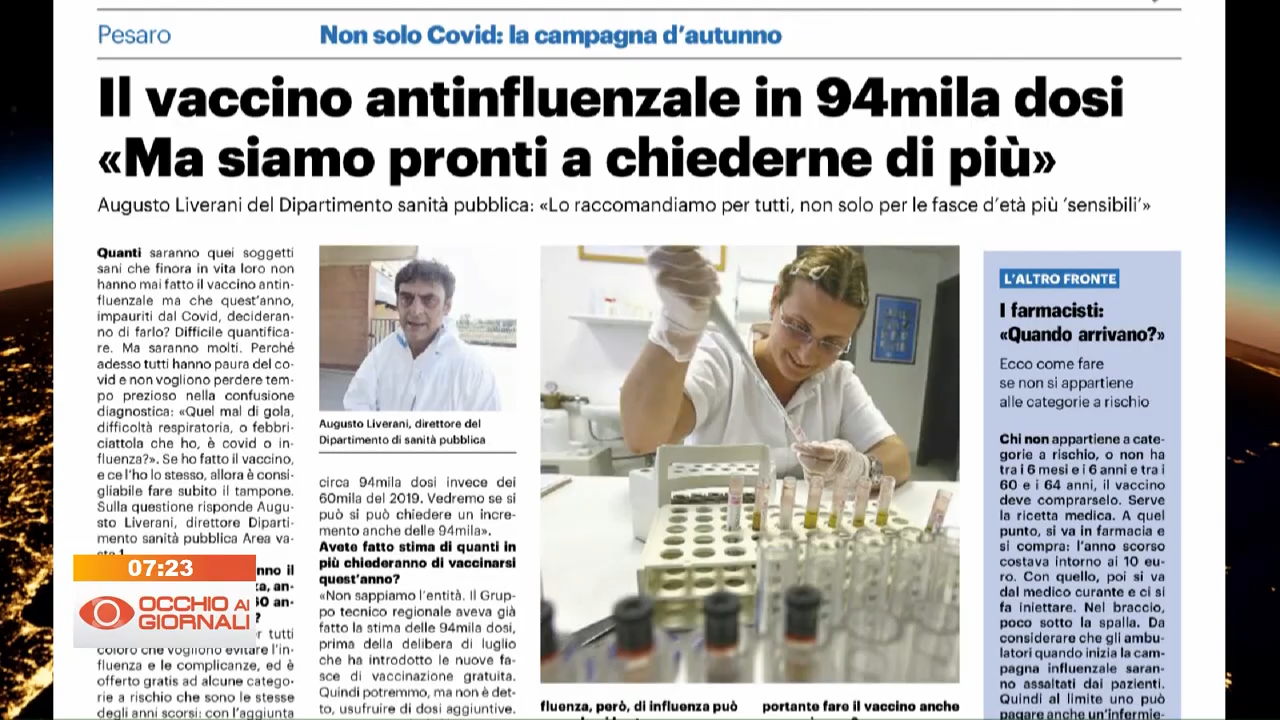 Pesaro
Non solo Covid: la campagna d'autunno
Il vaccino antinfluenzale in 94mila dosi
«Ma siamo pronti a chiederne di più»
Augusto Liverani del Dipartimento sanità pubblica: «Lo raccomandiamo per tutti, non solo per le fasce d'età più 'sensibili'»
Quanti saranno quei soggetti
sani che finora in vita loro non
hanno mai fatto il vaccino antin-
fluenzale ma che quest'anno,
impauriti dal Covid, decideran-
no di farlo? Difficile quantifica-
re. Ma saranno molti. Perché
adesso tutti hanno paura del co-
vid e non vogliono perdere tem-
po prezioso nella confusione
diagnostica: «Quel mal di gola,
difficoltà respiratoria, o febbri-
ciattola che ho, è covid o in-
fluenza?». Se ho fatto il vaccino,
e ce l'ho lo stesso, allora è consi-
gliabile fare subito il tampone.
Sulla questione risponde Augu-
sto Liverani, direttore Diparti-
mento sanità pubblica Area va-
sta 1.
nno il
za, an-
60 an-
?
er tutti
coloro che vogliono evitare l'in-
fluenza e le complicanze, ed è
offerto gratis ad alcune catego-
rie a rischio che sono le stesse
degli anni scorsi: con l'aggiunta
07:23
OCCHIO AI
GIORNALI
Augusto Liverani, direttore del
Dipartimento di sanità pubblica
circa 94mila dosi invece dei
60mila del 2019. Vedremo se si
può si può chiedere un incre-
mento anche delle 94mila».
Avete fatto stima di quanti in
più chiederanno di vaccinarsi
quest'anno?
«Non sappiamo l'entità. Il Grup-
po tecnico regionale aveva già
fatto la stima delle 94mila dosi,
prima della delibera di luglio
che ha introdotto le nuove fa-
sce di vaccinazione gratuita.
Quindi potremmo, ma non è det-
to, usufruire di dosi aggiuntive.
fluenza, però, di influenza può
portante fare il vaccino anche
L'ALTRO FRONTE
I farmacisti:
«Quando arrivano?»
Ecco come fare
se non si appartiene
alle categorie a rischio
Chi non appartiene a cate-
gorie a rischio, o non ha
tra i 6 mesi e i 6 anni e tra i
60 e i 64 anni, il vaccino
deve comprarselo. Serve
la ricetta medica. A quel
punto, si va in farmacia e
si compra: l'anno scorso
costava intorno ai 10 eu-
ro. Con quello, poi si va
dal medico curante e ci si
fa iniettare. Nel braccio,
poco sotto la spalla. Da
considerare che gli ambu-
latori quando inizia la cam-
pagna influenzale saran-
no assaltati dai pazienti.
Quindi al limite uno può
pagare anche un'infermie-